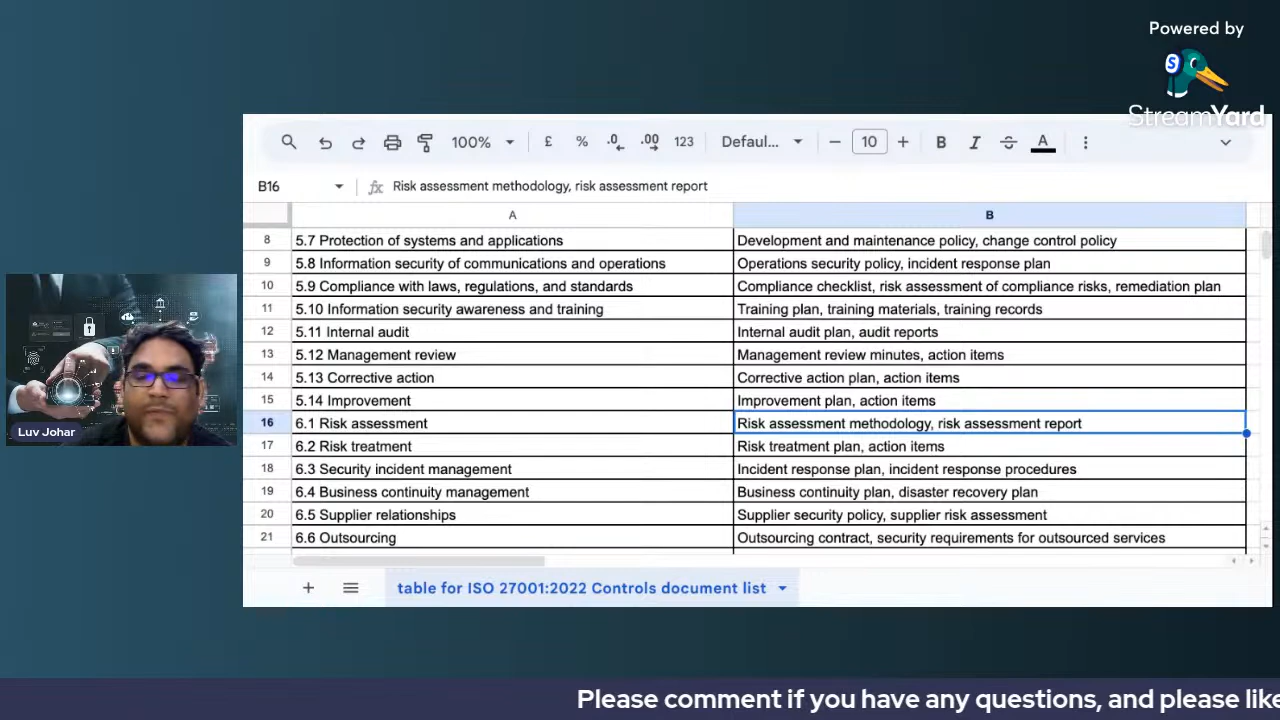 Powered by
S
StreamYard
100% £ % .0 .00 123 Defaul... 10 B I S A
B16 fx Risk assessment methodology, risk assessment report
A B
8 5.7 Protection of systems and applications Development and maintenance policy, change control policy
9 5.8 Information security of communications and operations Operations security policy, incident response plan
10 5.9 Compliance with laws, regulations, and standards Compliance checklist, risk assessment of compliance risks, remediation plan
11 5.10 Information security awareness and training Training plan, training materials, training records
12 5.11 Internal audit Internal audit plan, audit reports
13 5.12 Management review Management review minutes, action items
14 5.13 Corrective action Corrective action plan, action items
15 5.14 Improvement Improvement plan, action items
16 6.1 Risk assessment Risk assessment methodology, risk assessment report
17 6.2 Risk treatment Risk treatment plan, action items
18 6.3 Security incident management Incident response plan, incident response procedures
19 6.4 Business continuity management Business continuity plan, disaster recovery plan
20 6.5 Supplier relationships Supplier security policy, supplier risk assessment
21 6.6 Outsourcing Outsourcing contract, security requirements for outsourced services
Luv Johar
table for ISO 27001:2022 Controls document list
Please comment if you have any questions, and please like